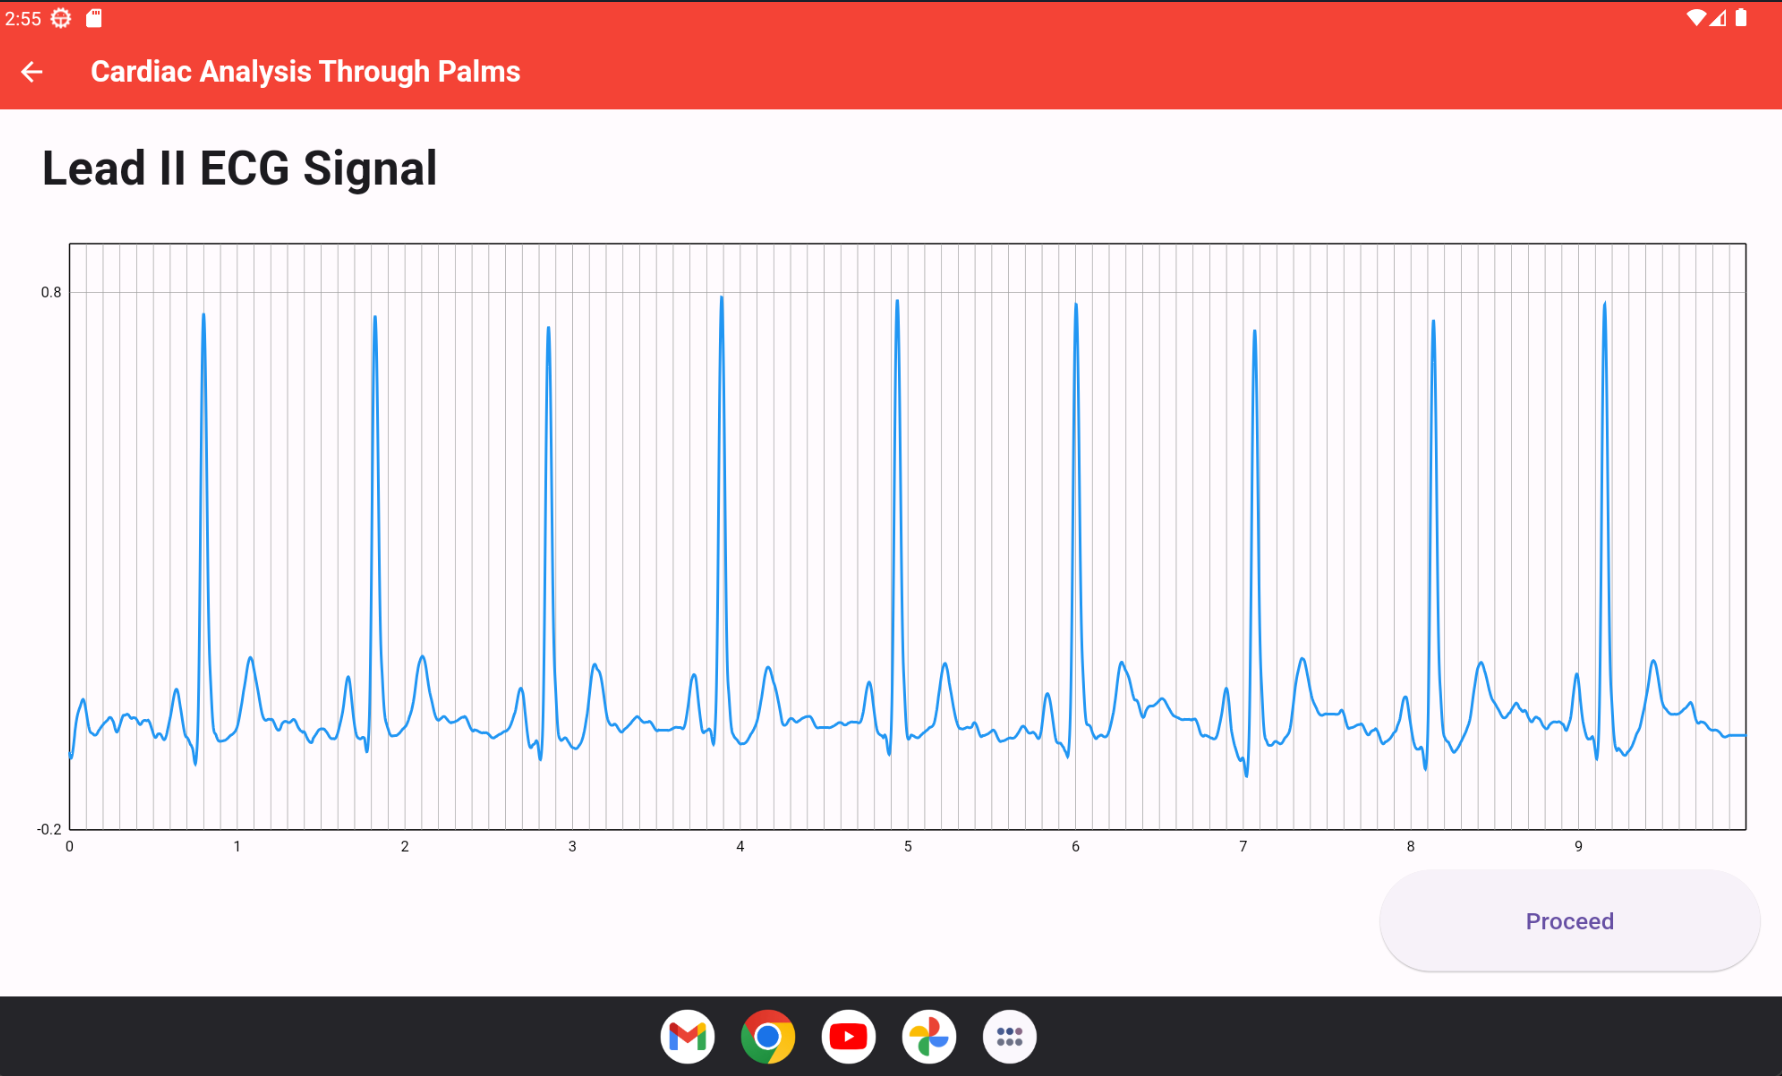 2:55
Cardiac Analysis Through Palms
Lead II ECG Signal
0.8
-0.2
0 1 2 3 4 5 6 7 8 9
Proceed